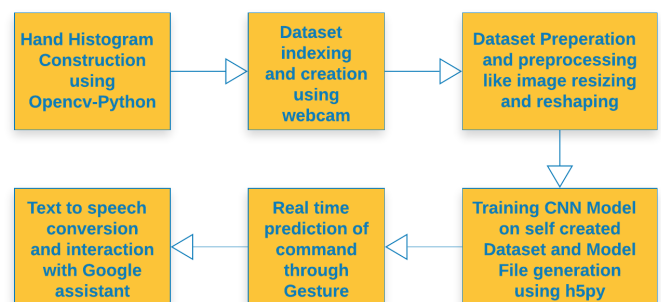 Hand Histogram
Construction
using
Opencv-Python
Dataset
indexing
and creation
using
webcam
Dataset Preperation
and preprocessing
like image resizing
and reshaping
Training CNN Model
on self created
Dataset and Model
File generation
using h5py
Real time
prediction of
command
through
Gesture
Text to speech
conversion
and interaction
with Google
assistant